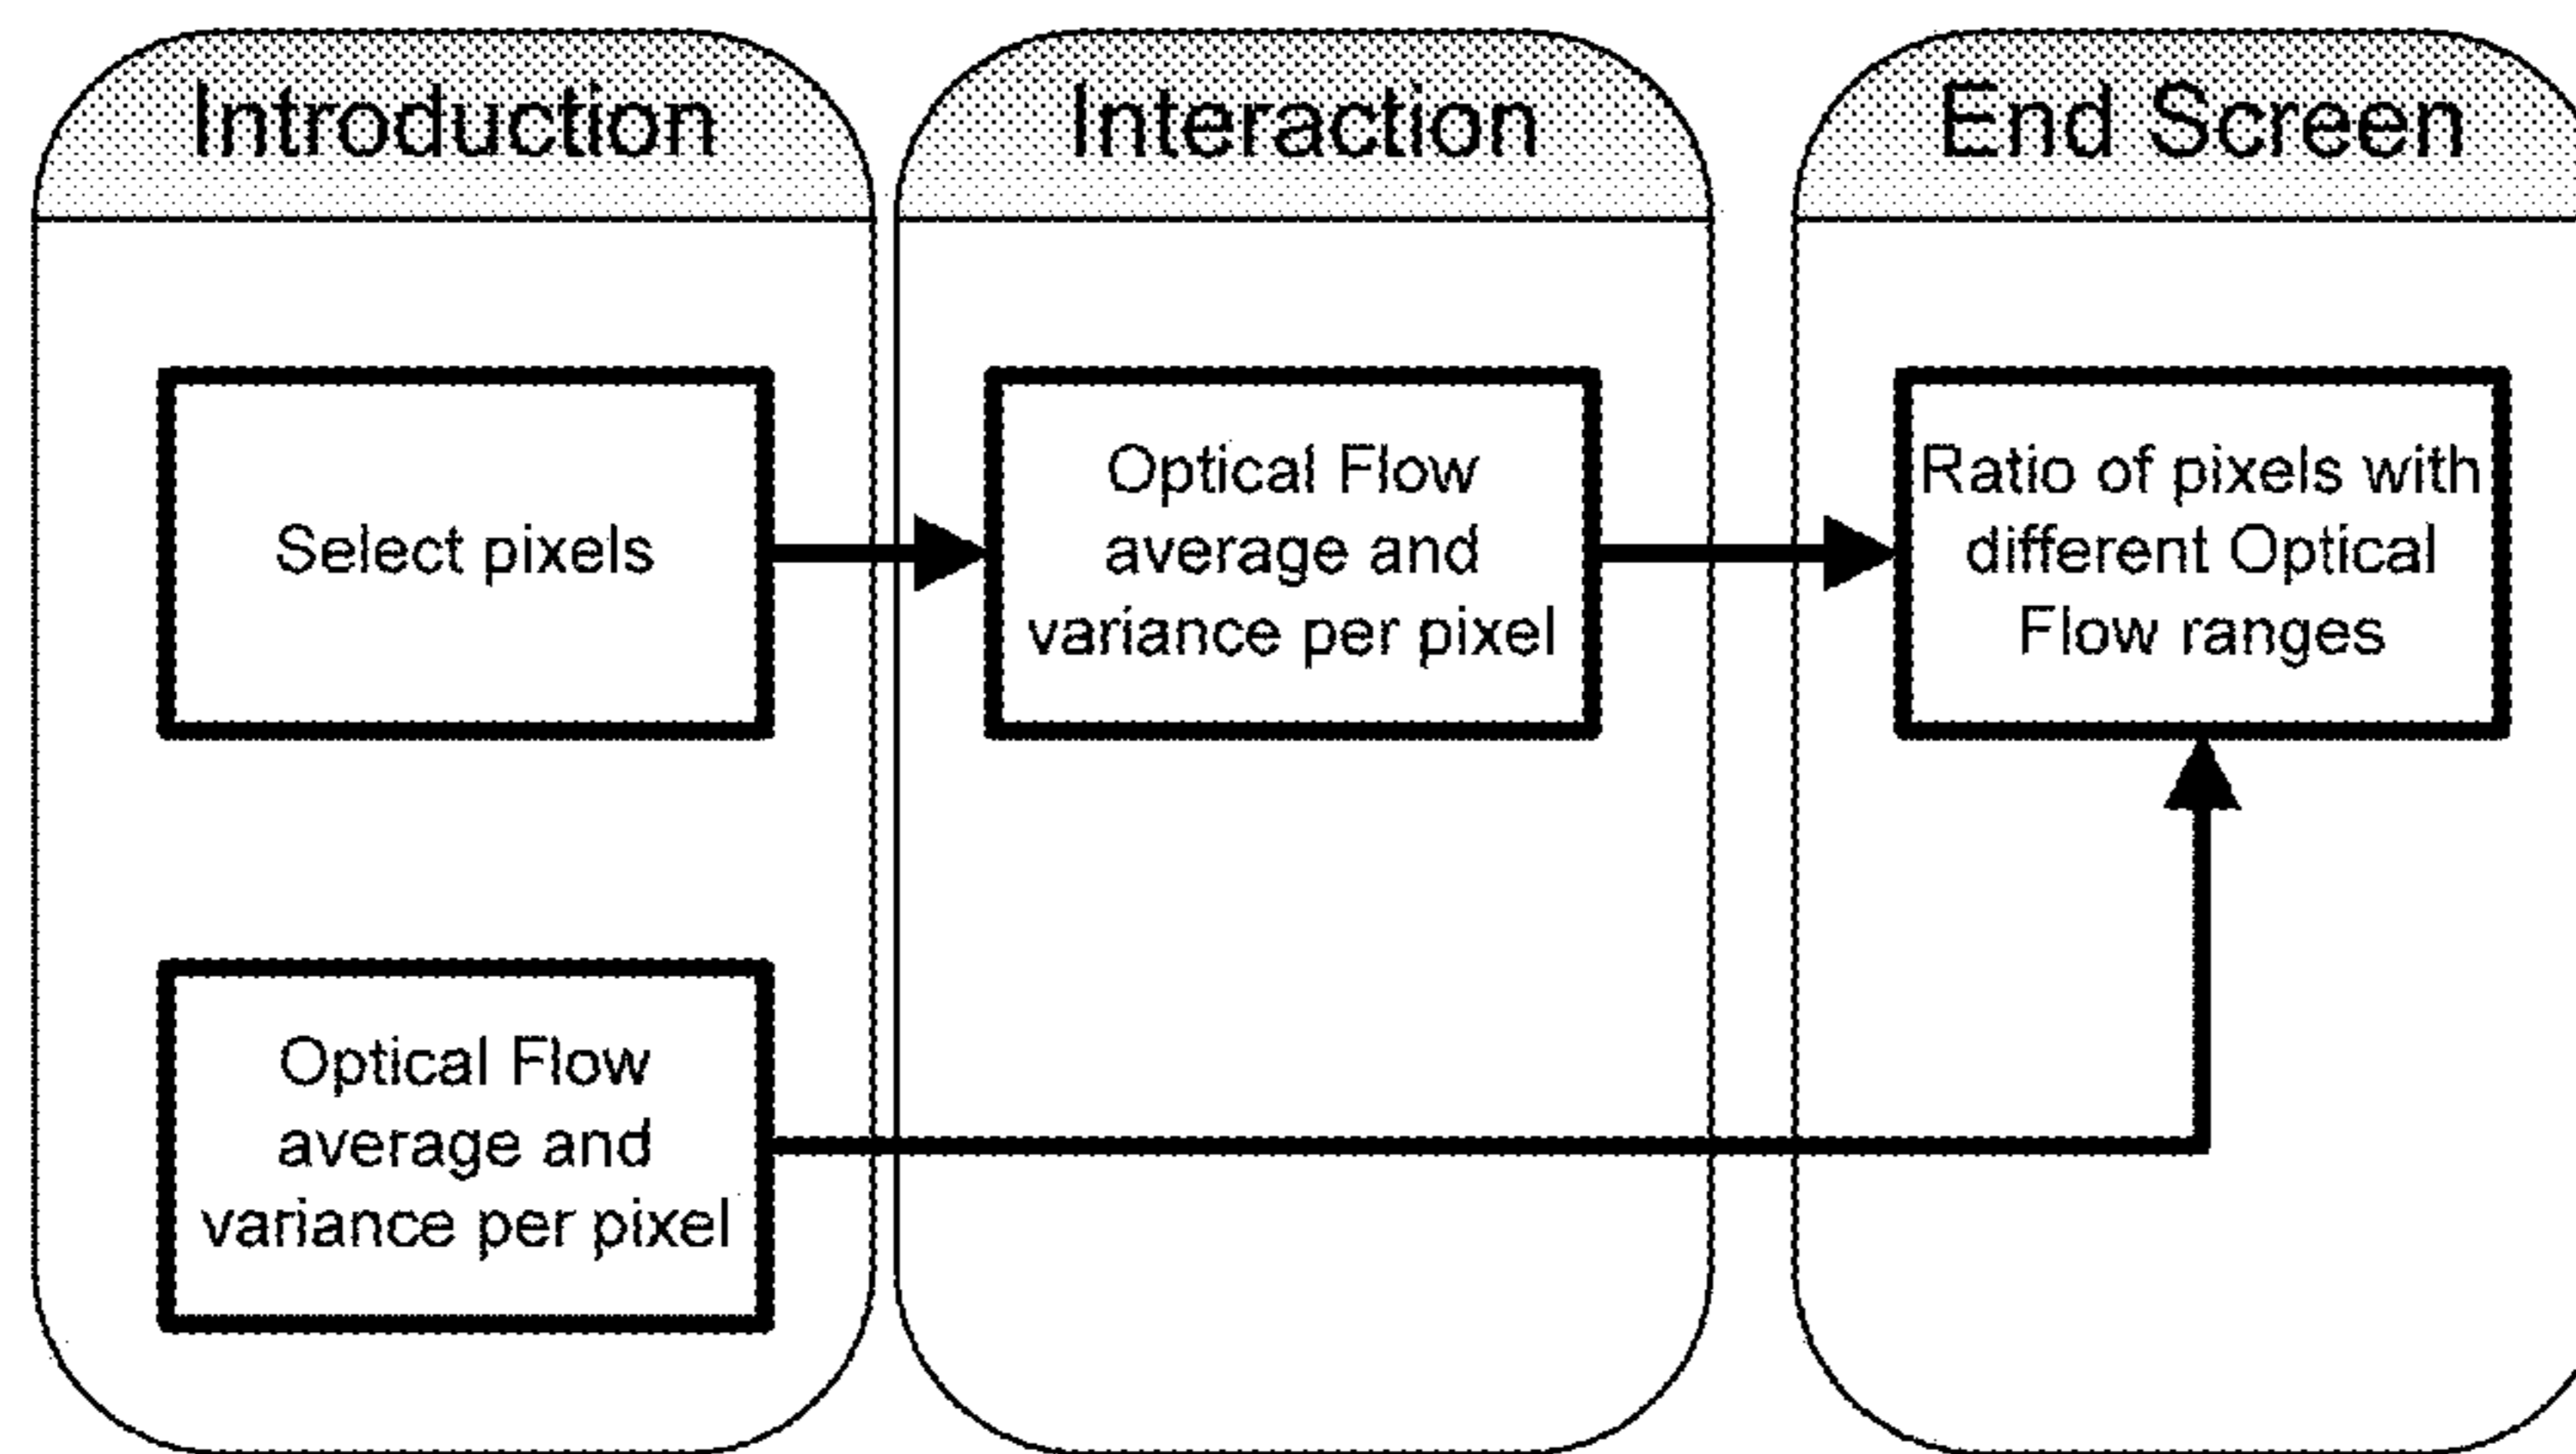 Introduction
Interaction
End Screen
Select pixels
Optical Flow
average and
variance per pixel
Ratio of pixels with
different Optical
Flow ranges
Optical Flow
average and
variance per pixel